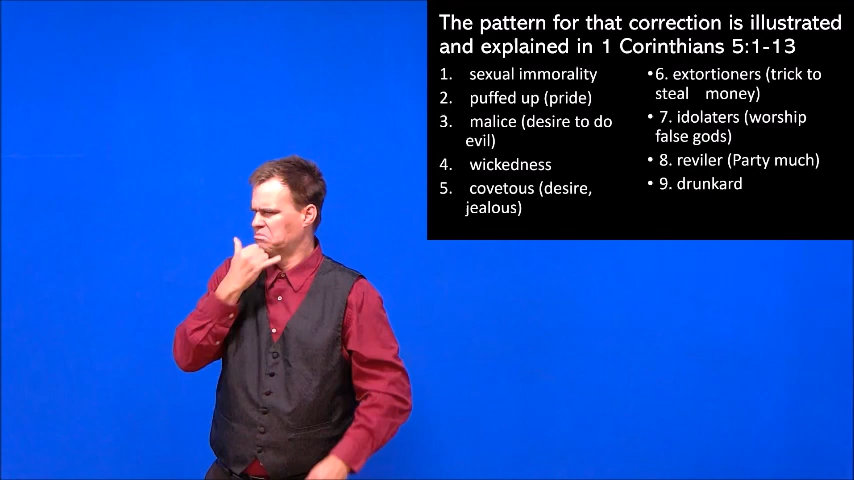 The pattern for that correction is illustrated
and explained in 1 Corinthians 5:1-13
1. sexual immorality
2. puffed up (pride)
3. malice (desire to do
evil)
4. wickedness
5. covetous (desire,
jealous)
•6. extortioners (trick to
steal money)
• 7. idolaters (worship
false gods)
• 8. reviler (Party much)
• 9. drunkard